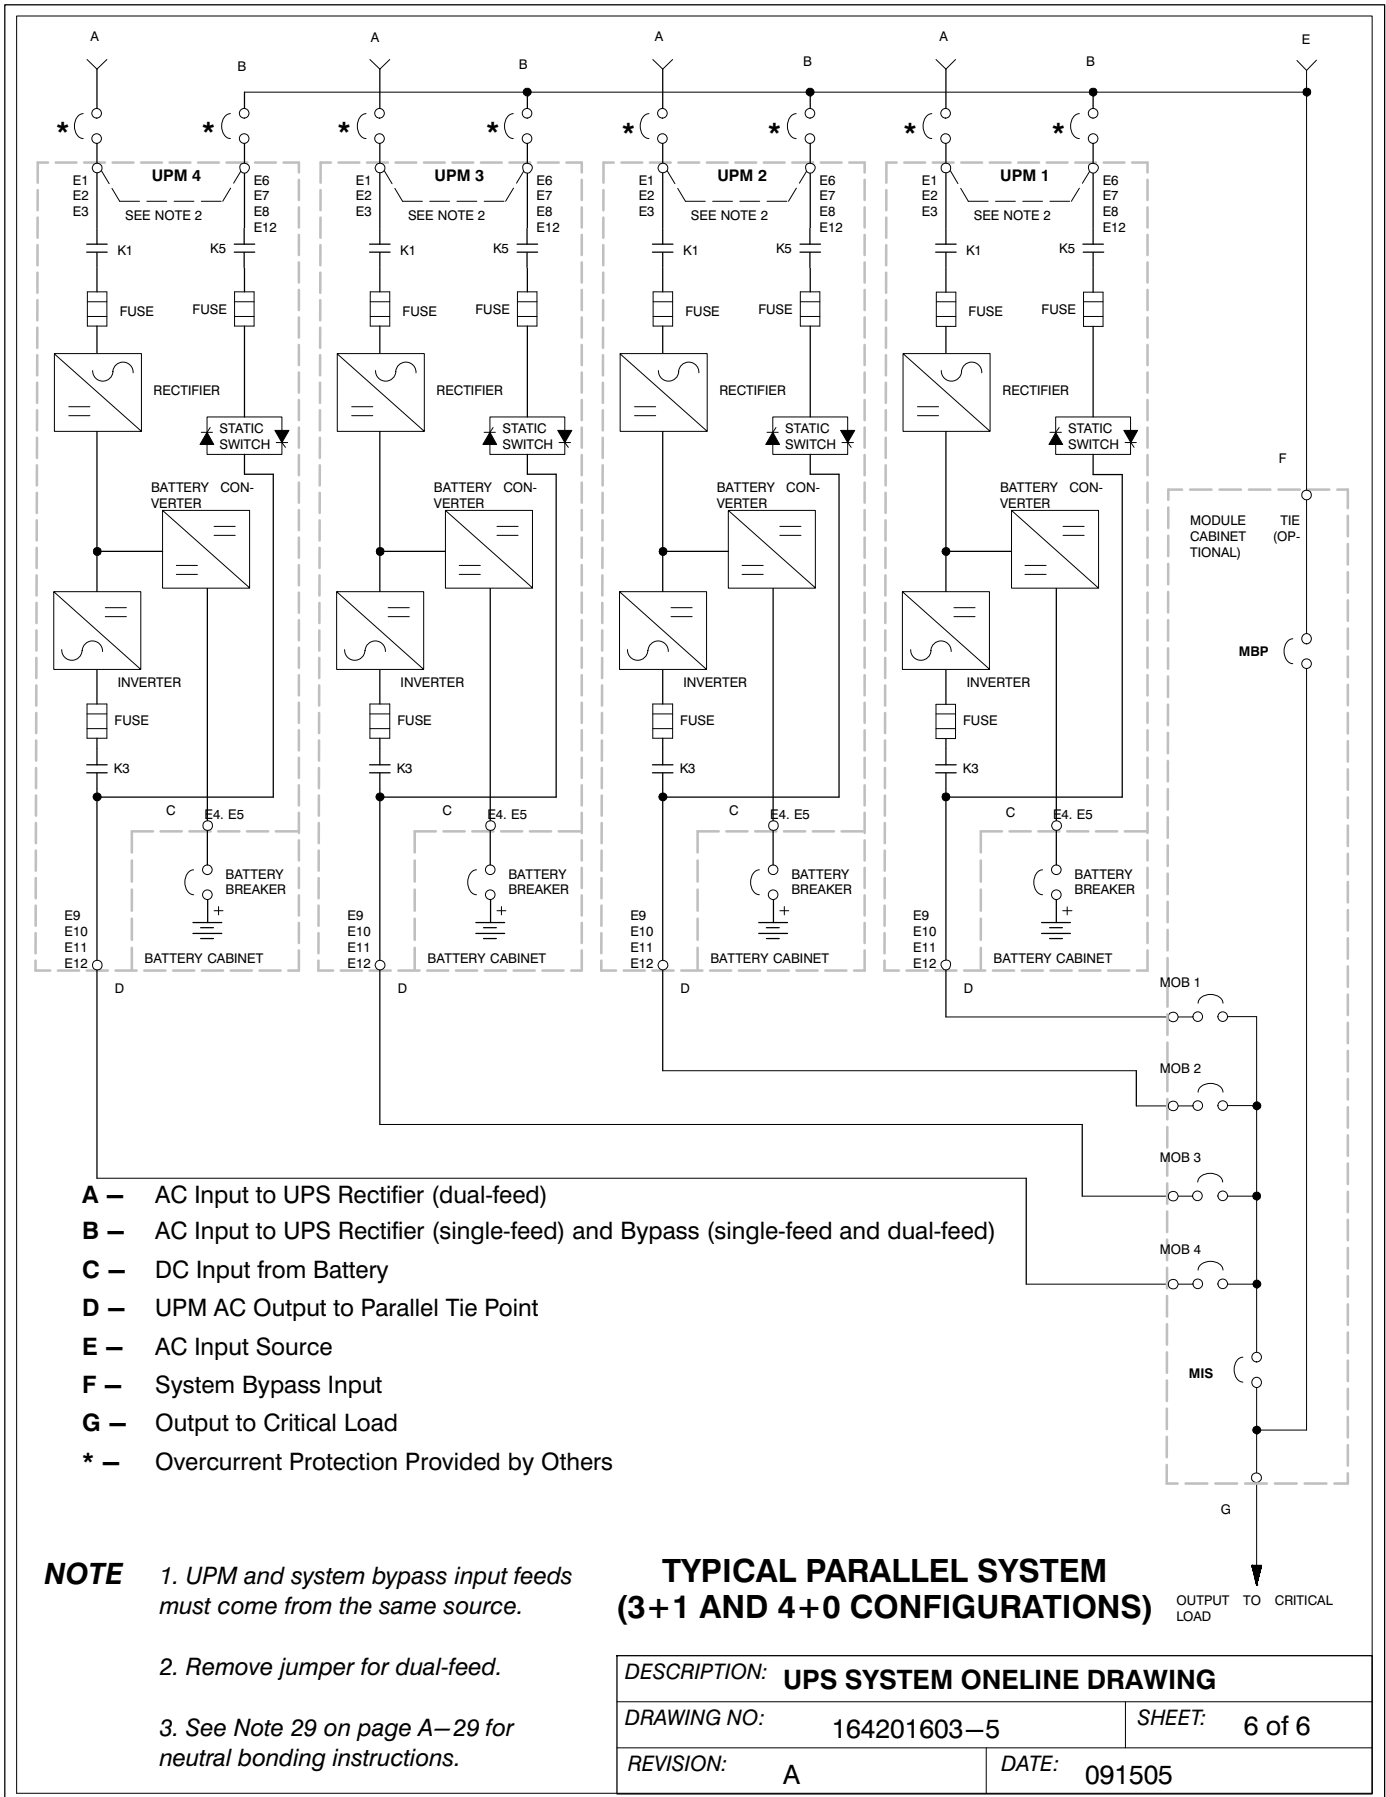 A A A A E
B B B B
* * * * * * * *
UPM 4 UPM 3 UPM 2 UPM 1
E1 E6 E1 E6 E1 E6 E1 E6
E2 E7 E2 E7 E2 E7 E2 E7
E3 E8 E3 E8 E3 E8 E3 E8
SEE NOTE 2 SEE NOTE 2 SEE NOTE 2 SEE NOTE 2
E12 E12 E12 E12
K1 K5 K1 K5 K1 K5 K1 K5
FUSE FUSE FUSE FUSE FUSE FUSE FUSE FUSE
RECTIFIER RECTIFIER RECTIFIER RECTIFIER
STATIC STATIC STATIC STATIC
SWITCH SWITCH SWITCH SWITCH
F
BATTERY CON- BATTERY CON- BATTERY CON- BATTERY CON-
VERTER VERTER VERTER VERTER
MODULE TIE
CABINET (OP-
TIONAL)
MBP
INVERTER INVERTER INVERTER INVERTER
FUSE FUSE FUSE FUSE
K3 K3 K3 K3
C E4. E5 C E4. E5 C E4. E5 C E4. E5
BATTERY BATTERY BATTERY BATTERY
BREAKER BREAKER BREAKER BREAKER
+ + + +
E9 E9 E9 E9
E10 E10 E10 E10
E11 E11 E11 E11
E12 E12 E12 E12
BATTERY CABINET BATTERY CABINET BATTERY CABINET BATTERY CABINET
D D D D
MOB 1
MOB 2
MOB 3
MOB 4
MIS
G
A – AC Input to UPS Rectifier (dual-feed)
B – AC Input to UPS Rectifier (single-feed) and Bypass (single-feed and dual-feed)
C – DC Input from Battery
D – UPM AC Output to Parallel Tie Point
E – AC Input Source
F – System Bypass Input
G – Output to Critical Load
* – Overcurrent Protection Provided by Others
NOTE 1. UPM and system bypass input feeds
must come from the same source.
2. Remove jumper for dual-feed.
3. See Note 29 on page A–29 for
neutral bonding instructions.
TYPICAL PARALLEL SYSTEM
(3+1 AND 4+0 CONFIGURATIONS)
OUTPUT TO CRITICAL
LOAD
DESCRIPTION: UPS SYSTEM ONELINE DRAWING
DRAWING NO: 164201603–5 SHEET: 6 of 6
REVISION: A DATE: 091505